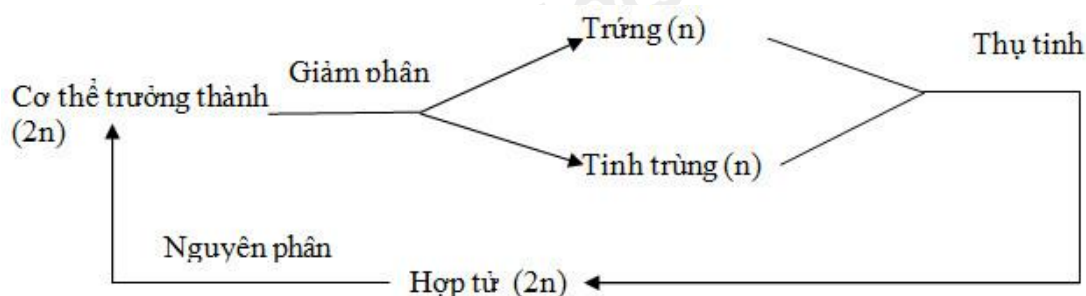 Trứng (n)
Thụ tinh
Giảm phân
Cơ thể trưởng thành
(2n)
Tinh trùng (n)
Nguyên phân
Hợp tử (2n)